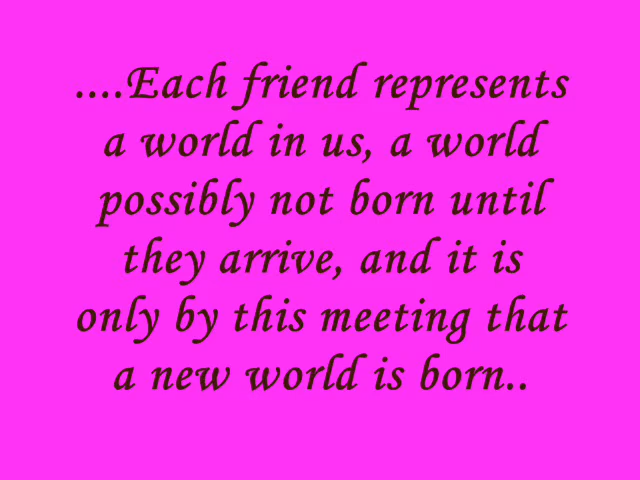 ....Each friend represents
a world in us, a world
possibly not born until
they arrive, and it is
only by this meeting that
a new world is born..